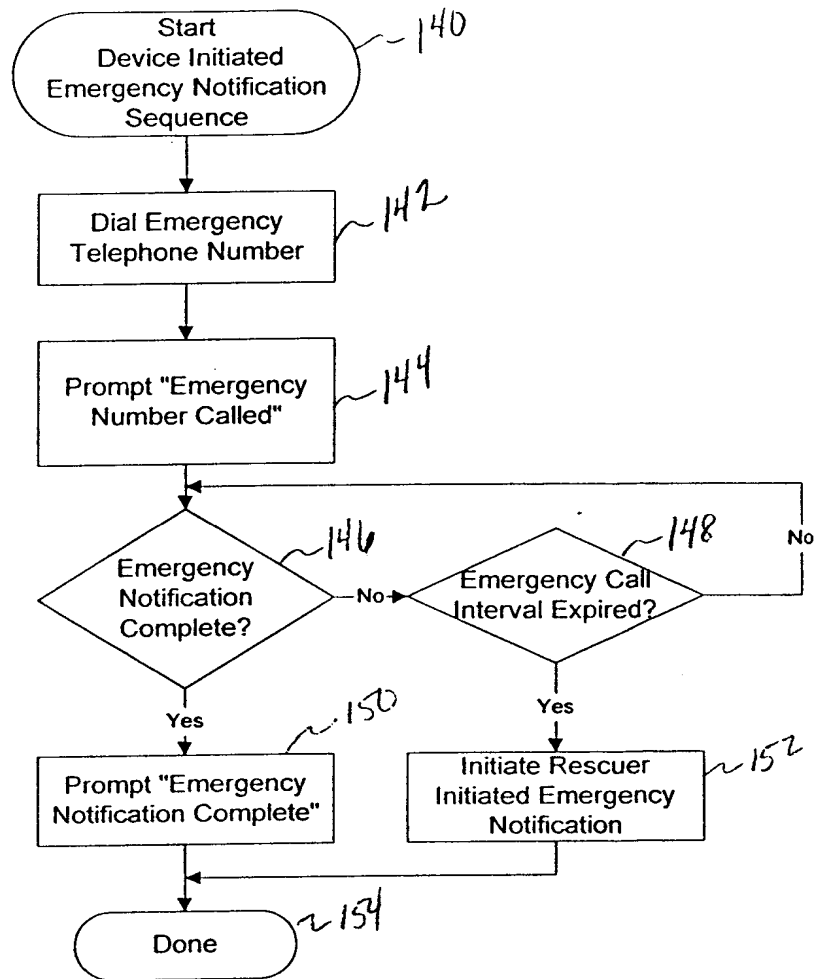 Start
Device Initiated
Emergency Notification
Sequence
140
Dial Emergency
Telephone Number
142
Prompt "Emergency
Number Called"
144
Emergency
Notification
Complete?
146
No
Emergency Call
Interval Expired?
148
No
Yes
Yes
Prompt "Emergency
Notification Complete"
150
Initiate Rescuer
Initiated Emergency
Notification
152
Done
154